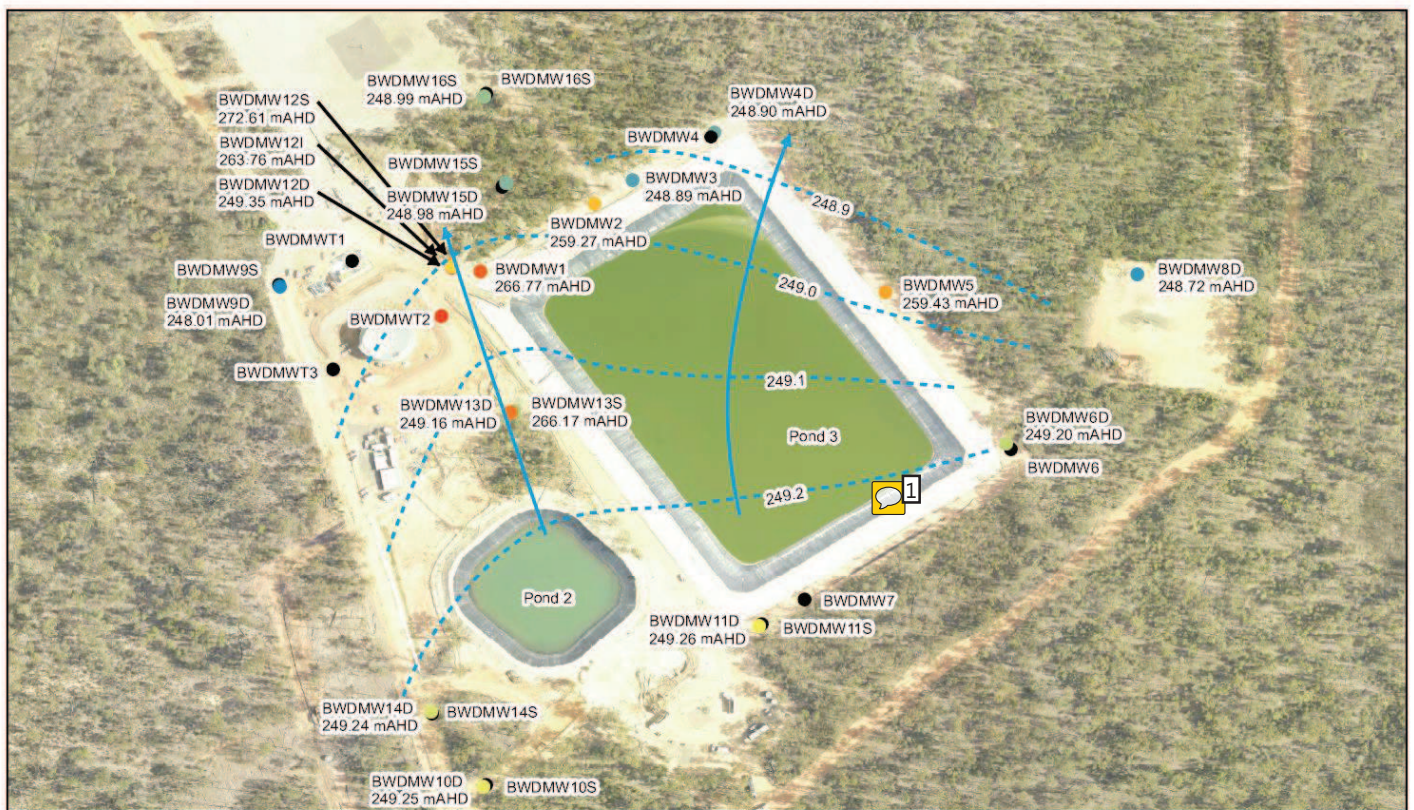 BWDMW16S
248.99 mAHD
BWDMW16S
BWDMW12S
272.61 mAHD
BWDMW12I
263.76 mAHD
BWDMW12D
249.35 mAHD
BWDMW15S
BWDMW15D
248.98 mAHD
BWDMW4
BWDMW4D
248.90 mAHD
BWDMW3
248.89 mAHD
BWDMW2
259.27 mAHD
248.9
BWDMWT1
BWDMW9S
BWDMW9D
248.01 mAHD
BWDMW1
266.77 mAHD
249.0
BWDMW5
259.43 mAHD
BWDMW8D
248.72 mAHD
BWDMWT2
BWDMWT3
249.1
BWDMW13D
249.16 mAHD
BWDMW13S
266.17 mAHD
Pond 3
BWDMW6D
249.20 mAHD
BWDMW6
249.2
1
Pond 2
BWDMW7
BWDMW11D
249.26 mAHD
BWDMW11S
BWDMW14D
249.24 mAHD
BWDMW14S
BWDMW10D
249.25 mAHD
BWDMW10S